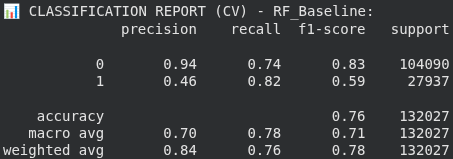 📊 CLASSIFICATION REPORT (CV) - RF_Baseline:
              precision    recall  f1-score   support

           0       0.94      0.74      0.83    104090
           1       0.46      0.82      0.59     27937

    accuracy                           0.76    132027
   macro avg       0.70      0.78      0.71    132027
weighted avg       0.84      0.76      0.78    132027